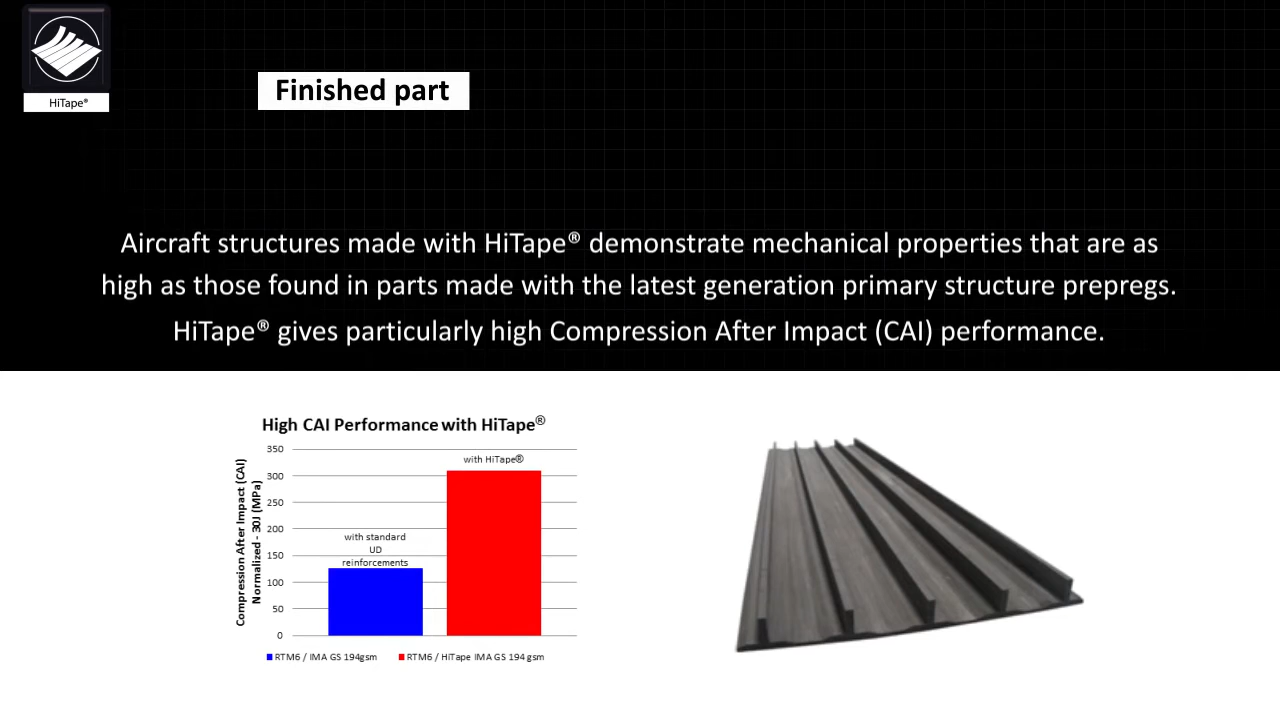 HiTape®
Finished part
Aircraft structures made with HiTape® demonstrate mechanical properties that are as
high as those found in parts made with the latest generation primary structure prepregs.
HiTape® gives particularly high Compression After Impact (CAI) performance.
High CAI Performance with HiTape®
Compression After Impact (CAI)
Normalized - 30J (MPa)
350
300
250
200
150
100
50
0
with standard
UD
reinforcements
with HiTape®
RTM6 / IMA GS 194gsm
RTM6 / HiTape IMA GS 194 gsm